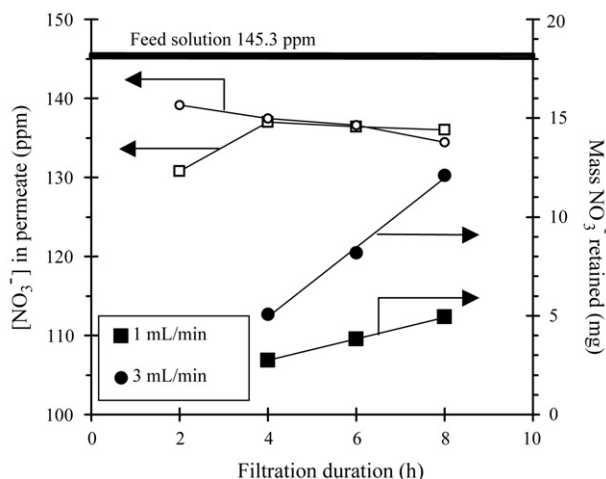 Feed solution 145.3 ppm
150
140
130
120
110
100
[NO₃⁻] in permeate (ppm)
20
15
10
5
0
Mass NO₃⁻ retained (mg)
1 mL/min
3 mL/min
0 2 4 6 8 10
Filtration duration (h)